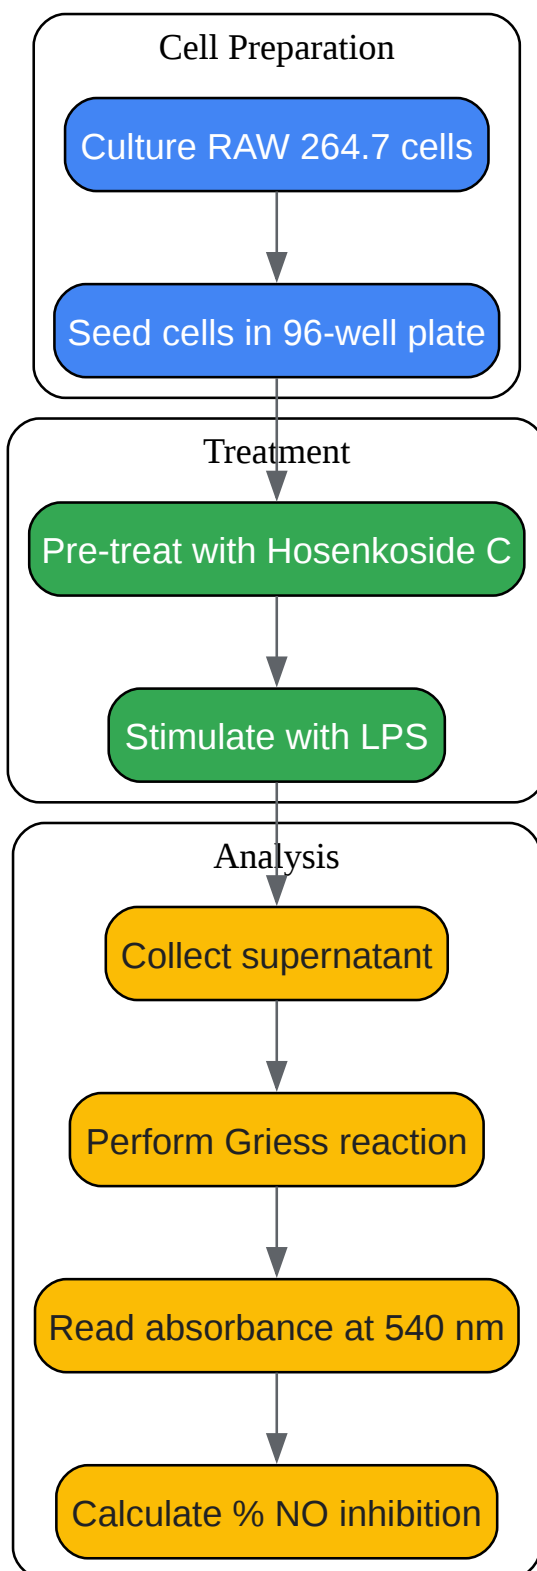 Cell Preparation
Culture RAW 264.7 cells
Seed cells in 96-well plate
Treatment
Pre-treat with Hosenkoside C
Stimulate with LPS
Analysis
Collect supernatant
Perform Griess reaction
Read absorbance at 540 nm
Calculate % NO inhibition